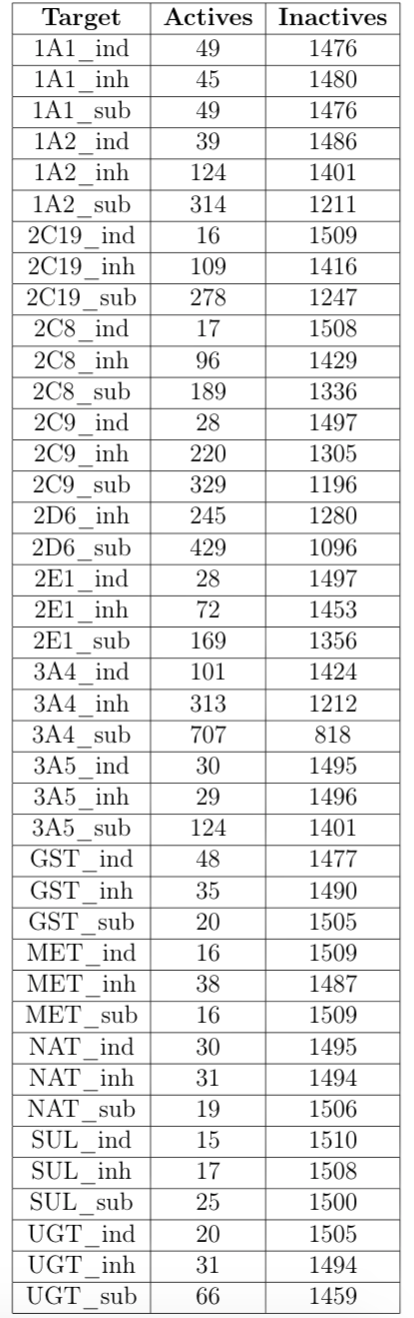 Target Actives Inactives
1A1_ind 49 1476
1A1_inh 45 1480
1A1_sub 49 1476
1A2_ind 39 1486
1A2_inh 124 1401
1A2_sub 314 1211
2C19_ind 16 1509
2C19_inh 109 1416
2C19_sub 278 1247
2C8_ind 17 1508
2C8_inh 96 1429
2C8_sub 189 1336
2C9_ind 28 1497
2C9_inh 220 1305
2C9_sub 329 1196
2D6_inh 245 1280
2D6_sub 429 1096
2E1_ind 28 1497
2E1_inh 72 1453
2E1_sub 169 1356
3A4_ind 101 1424
3A4_inh 313 1212
3A4_sub 707 818
3A5_ind 30 1495
3A5_inh 29 1496
3A5_sub 124 1401
GST_ind 48 1477
GST_inh 35 1490
GST_sub 20 1505
MET_ind 16 1509
MET_inh 38 1487
MET_sub 16 1509
NAT_ind 30 1495
NAT_inh 31 1494
NAT_sub 19 1506
SUL_ind 15 1510
SUL_inh 17 1508
SUL_sub 25 1500
UGT_ind 20 1505
UGT_inh 31 1494
UGT_sub 66 1459